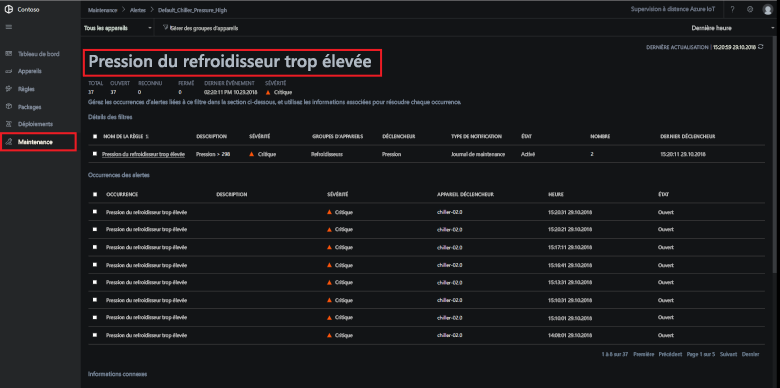 Contoso
Maintenance > Alertes > Default_Chiller_Pressure_High
Supervision à distance Azure IoT
?
Tous les appareils
Gérer des groupes d'appareils
Dernière heure
DERNIÈRE ACTUALISATION | 15:20:59 29.10.2018
Tableau de bord
Appareils
Règles
Packages
Déploiements
Maintenance
Pression du refroidisseur trop élevée
TOTAL OUVERT RECONNU FERMÉ DERNIER ÉVÉNEMENT SÉVÉRITÉ
37 37 0 0 02:20:11 PM 10.29.2018 Critique
Gérez les occurrences d'alertes liées à ce filtre dans la section ci-dessous, et utilisez les informations associées pour résoudre chaque occurrence.
Détails des filtres
NOM DE LA RÈGLE DESCRIPTION SÉVÉRITÉ GROUPES D'APPAREILS DÉCLENCHEUR TYPE DE NOTIFICATION ÉTAT NOMBRE DERNIER DÉCLENCHEUR
Pression du refroidisseur trop élevée Pression > 298 Critique Refroidisseurs Pression Journal de maintenance Activé 2 15:20:11 29.10.2018
Occurrences des alertes
OCCURRENCE DESCRIPTION SÉVÉRITÉ APPAREIL DÉCLENCHEUR HEURE ÉTAT
Pression du refroidisseur trop élevée Critique chiller-02.0 15:20:31 29.10.2018 Ouvert
Pression du refroidisseur trop élevée Critique chiller-02.0 15:20:21 29.10.2018 Ouvert
Pression du refroidisseur trop élevée Critique chiller-02.0 15:17:11 29.10.2018 Ouvert
Pression du refroidisseur trop élevée Critique chiller-02.0 15:16:41 29.10.2018 Ouvert
Pression du refroidisseur trop élevée Critique chiller-02.0 15:13:31 29.10.2018 Ouvert
Pression du refroidisseur trop élevée Critique chiller-02.0 15:10:31 29.10.2018 Ouvert
Pression du refroidisseur trop élevée Critique chiller-02.0 15:10:01 29.10.2018 Ouvert
Pression du refroidisseur trop élevée Critique chiller-02.0 14:09:01 29.10.2018 Ouvert
1 à 8 sur 37 Première Précédent Page 1 sur 5 Suivant Dernier
Informations connexes